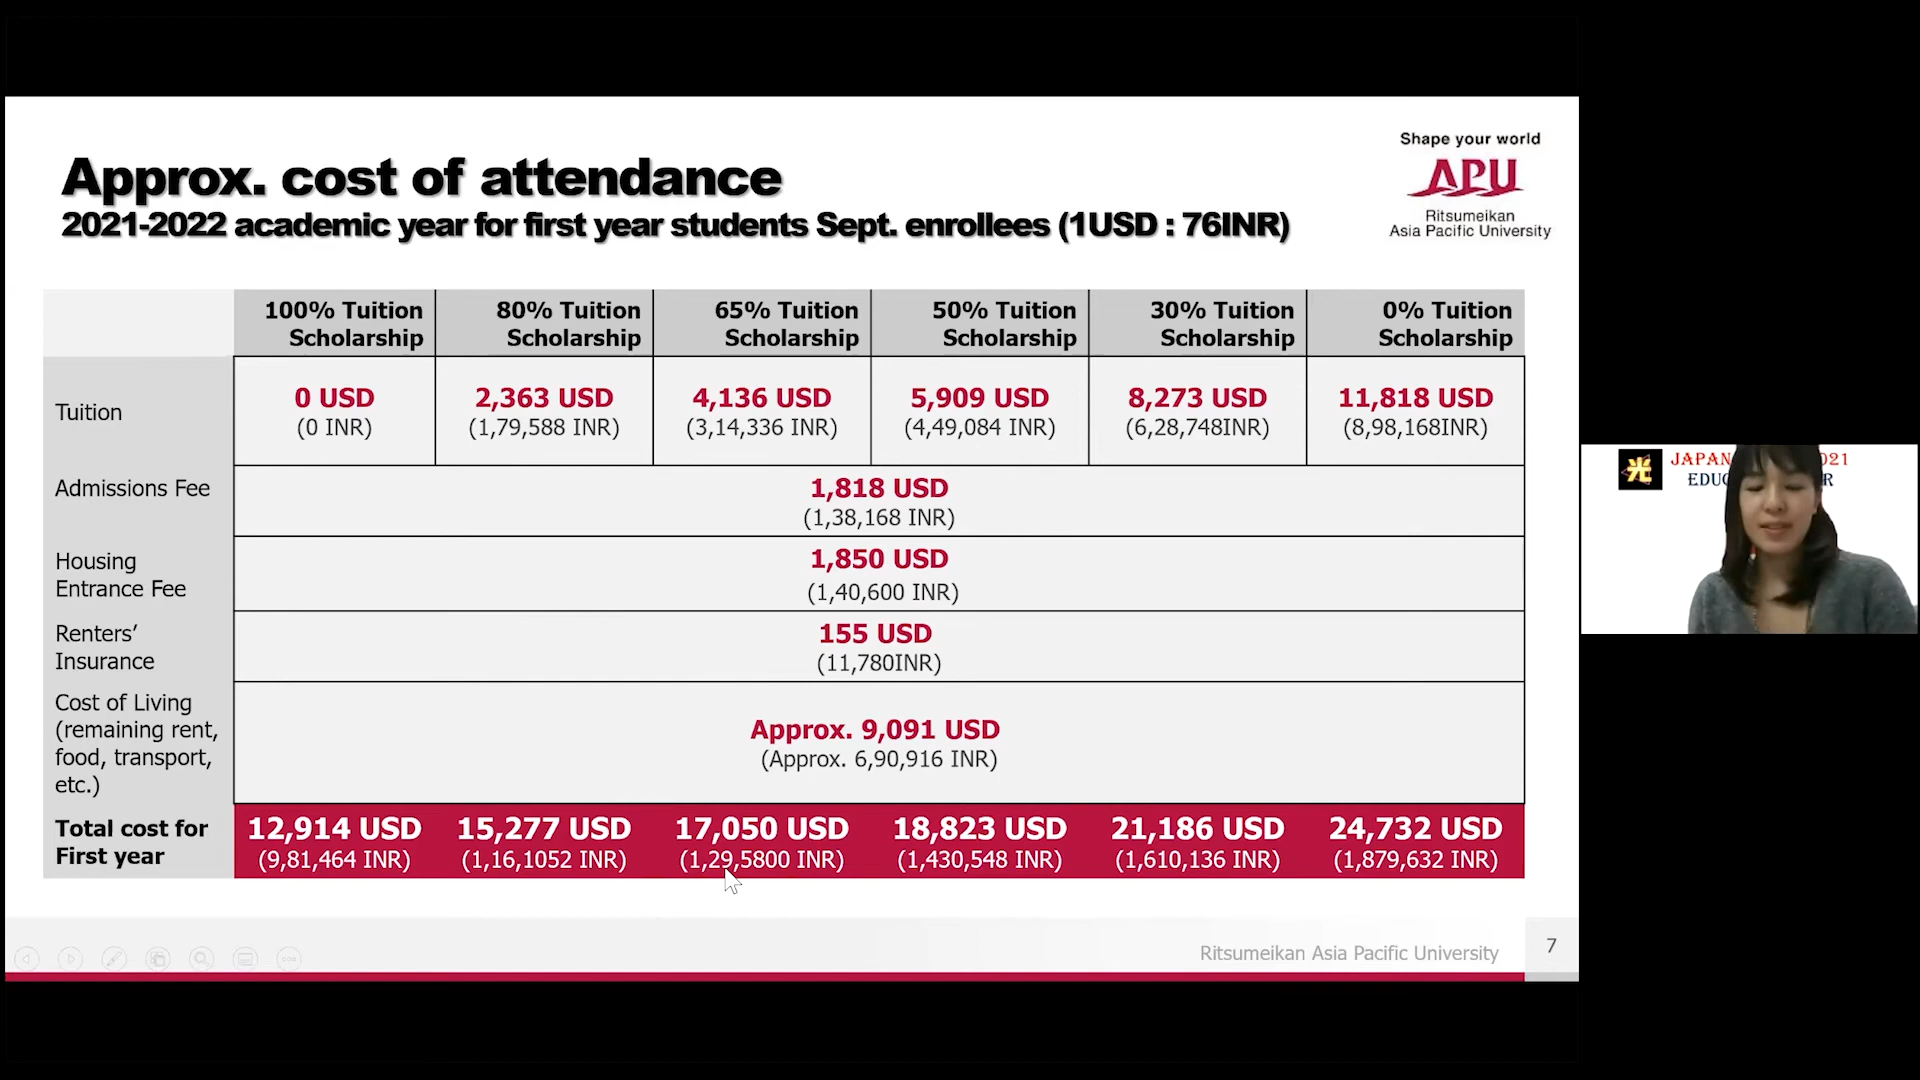 Approx. cost of attendance
2021-2022 academic year for first year students Sept. enrollees (1USD : 76INR)
Shape your world
APU
Ritsumeikan
Asia Pacific University
100% Tuition Scholarship
80% Tuition Scholarship
65% Tuition Scholarship
50% Tuition Scholarship
30% Tuition Scholarship
0% Tuition Scholarship
Tuition
0 USD
(0 INR)
2,363 USD
(1,79,588 INR)
4,136 USD
(3,14,336 INR)
5,909 USD
(4,49,084 INR)
8,273 USD
(6,28,748INR)
11,818 USD
(8,98,168INR)
Admissions Fee
1,818 USD
(1,38,168 INR)
Housing
Entrance Fee
1,850 USD
(1,40,600 INR)
Renters’
Insurance
155 USD
(11,780INR)
Cost of Living
(remaining rent,
food, transport,
etc.)
Approx. 9,091 USD
(Approx. 6,90,916 INR)
Total cost for
First year
12,914 USD
(9,81,464 INR)
15,277 USD
(1,16,1052 INR)
17,050 USD
(1,29,5800 INR)
18,823 USD
(1,430,548 INR)
21,186 USD
(1,610,136 INR)
24,732 USD
(1,879,632 INR)
Ritsumeikan Asia Pacific University
7
光
JAPAN